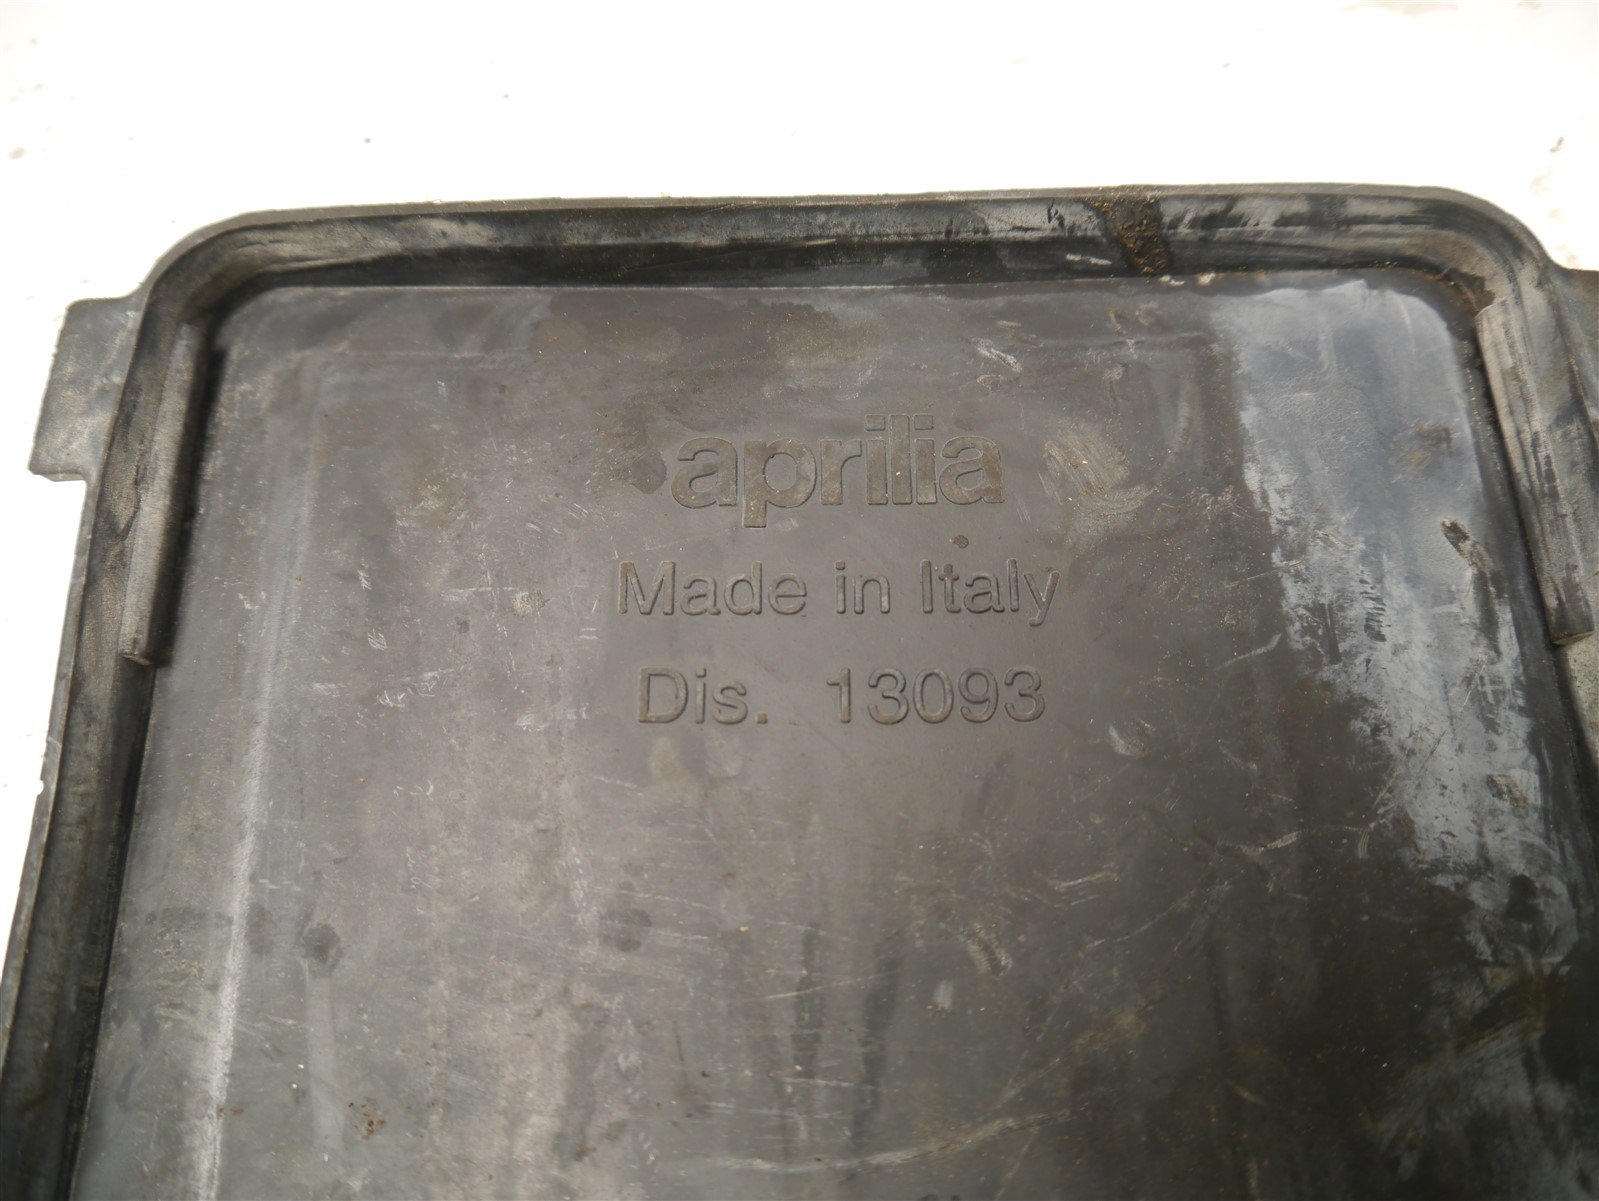 aprilia
Made in Italy
Dis. 13093